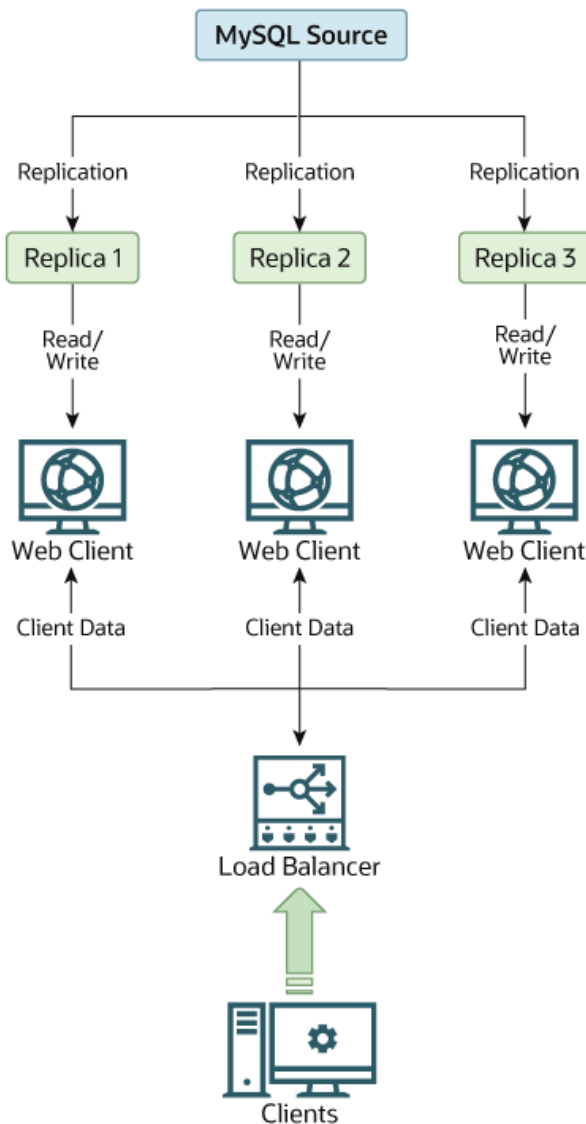 MySQL Source
Replication Replication Replication
Replica 1 Replica 2 Replica 3
Read/ Read/ Read/
Write Write Write
Web Client Web Client Web Client
Client Data Client Data Client Data
Load Balancer
Clients